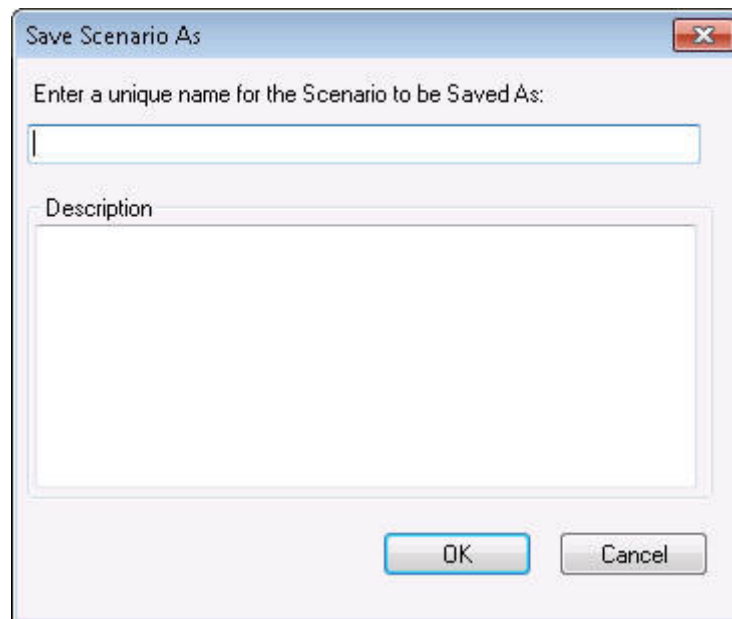 Save Scenario As
Enter a unique name for the Scenario to be Saved As:
Description
OK
Cancel